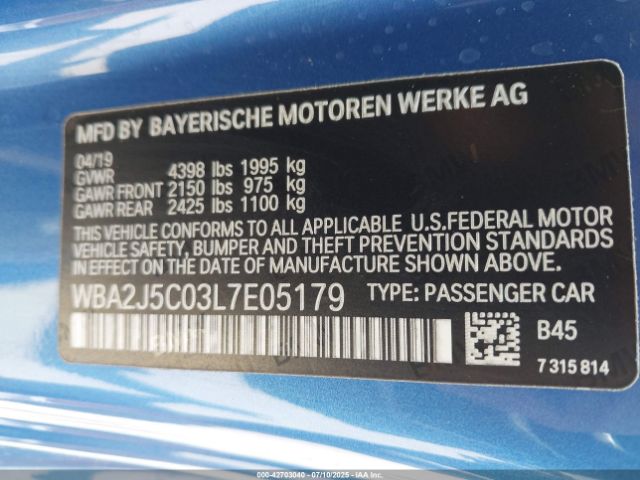 MFD BY BAYERISCHE MOTOREN WERKE AG
04/19
GVWR 4398 lbs 1995 kg
GAWR FRONT 2150 lbs 975 kg
GAWR REAR 2425 lbs 1100 kg
THIS VEHICLE CONFORMS TO ALL APPLICABLE U.S.FEDERAL MOTOR
VEHICLE SAFETY, BUMPER AND THEFT PREVENTION STANDARDS
IN EFFECT ON THE DATE OF MANUFACTURE SHOWN ABOVE.
WBA2J5C03L7E05179 TYPE: PASSENGER CAR
B45
7 315 814
000-42703040 - 07/10/2025 - IAAI.COM